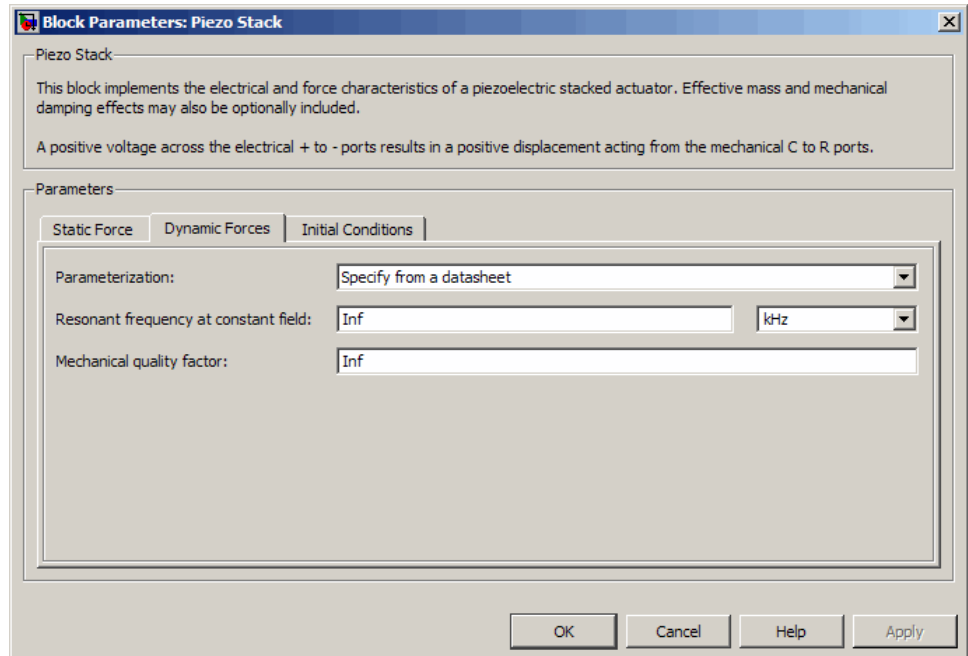 Block Parameters: Piezo Stack
Piezo Stack
This block implements the electrical and force characteristics of a piezoelectric stacked actuator. Effective mass and mechanical
damping effects may also be optionally included.
A positive voltage across the electrical + to - ports results in a positive displacement acting from the mechanical C to R ports.
Parameters
Static Force Dynamic Forces Initial Conditions
Parameterization: Specify from a datasheet
Resonant frequency at constant field: Inf kHz
Mechanical quality factor: Inf
OK Cancel Help Apply